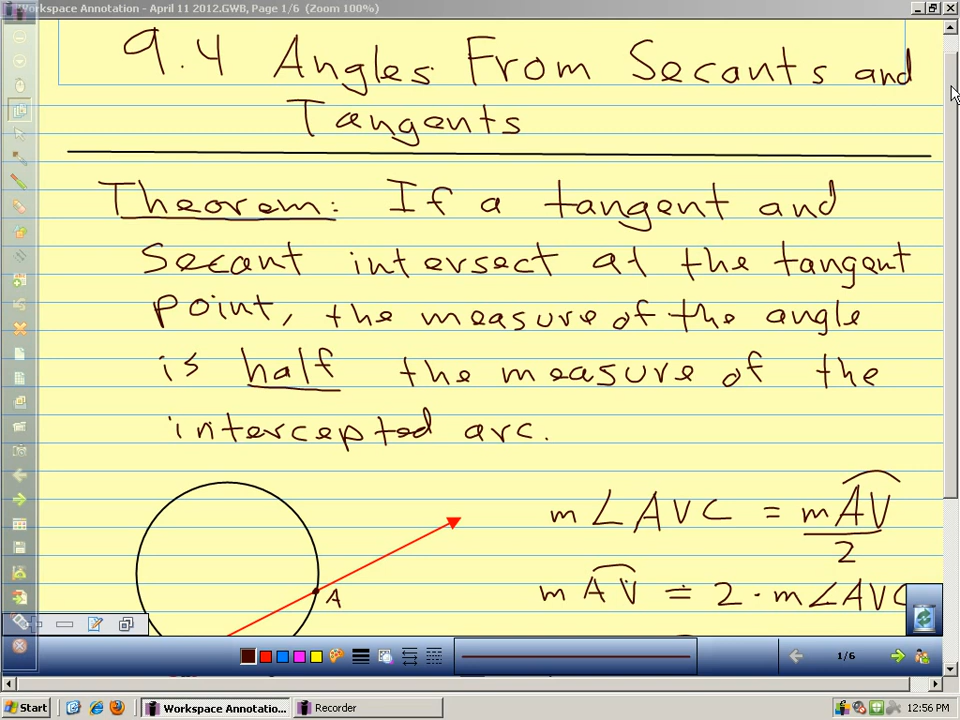 Workspace Annotation - April 11 2012.GWB, Page 1/6 (Zoom 100%)
9.4 Angles From Secants and
Tangents
Theorem: If a tangent and
Secant intersect at the tangent
point, the measure of the angle
is half the measure of the
intercepted arc.
m∠AVC = mAV
2
A
mAV = 2 · m∠AVC
1/6
Start
Workspace Annotatio...
Recorder
12:56 PM